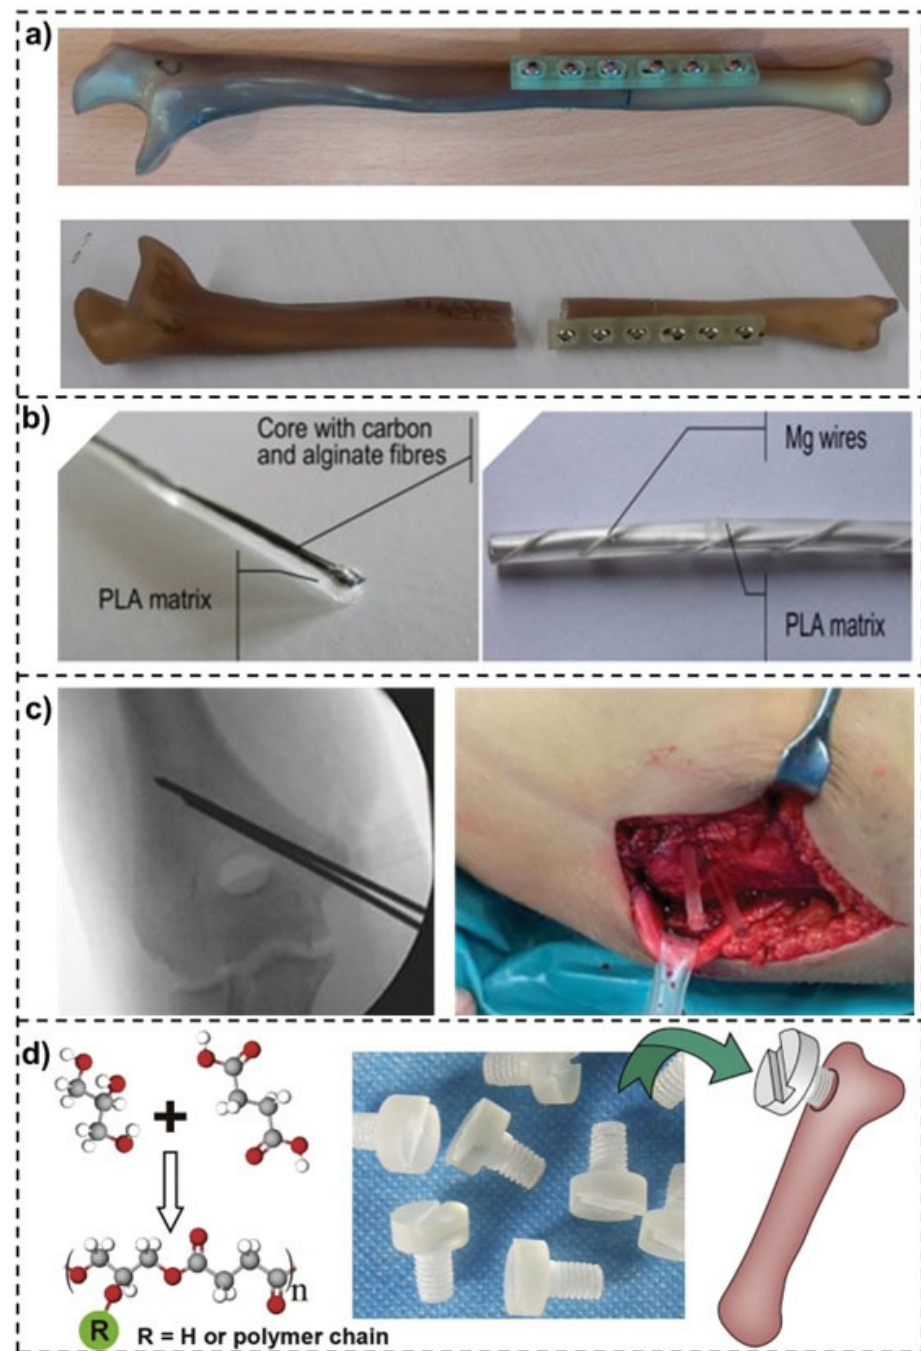 a)
b)
Core with carbon
and alginate fibres
PLA matrix
Mg wires
PLA matrix
c)
d)
n
R
R = H or polymer chain